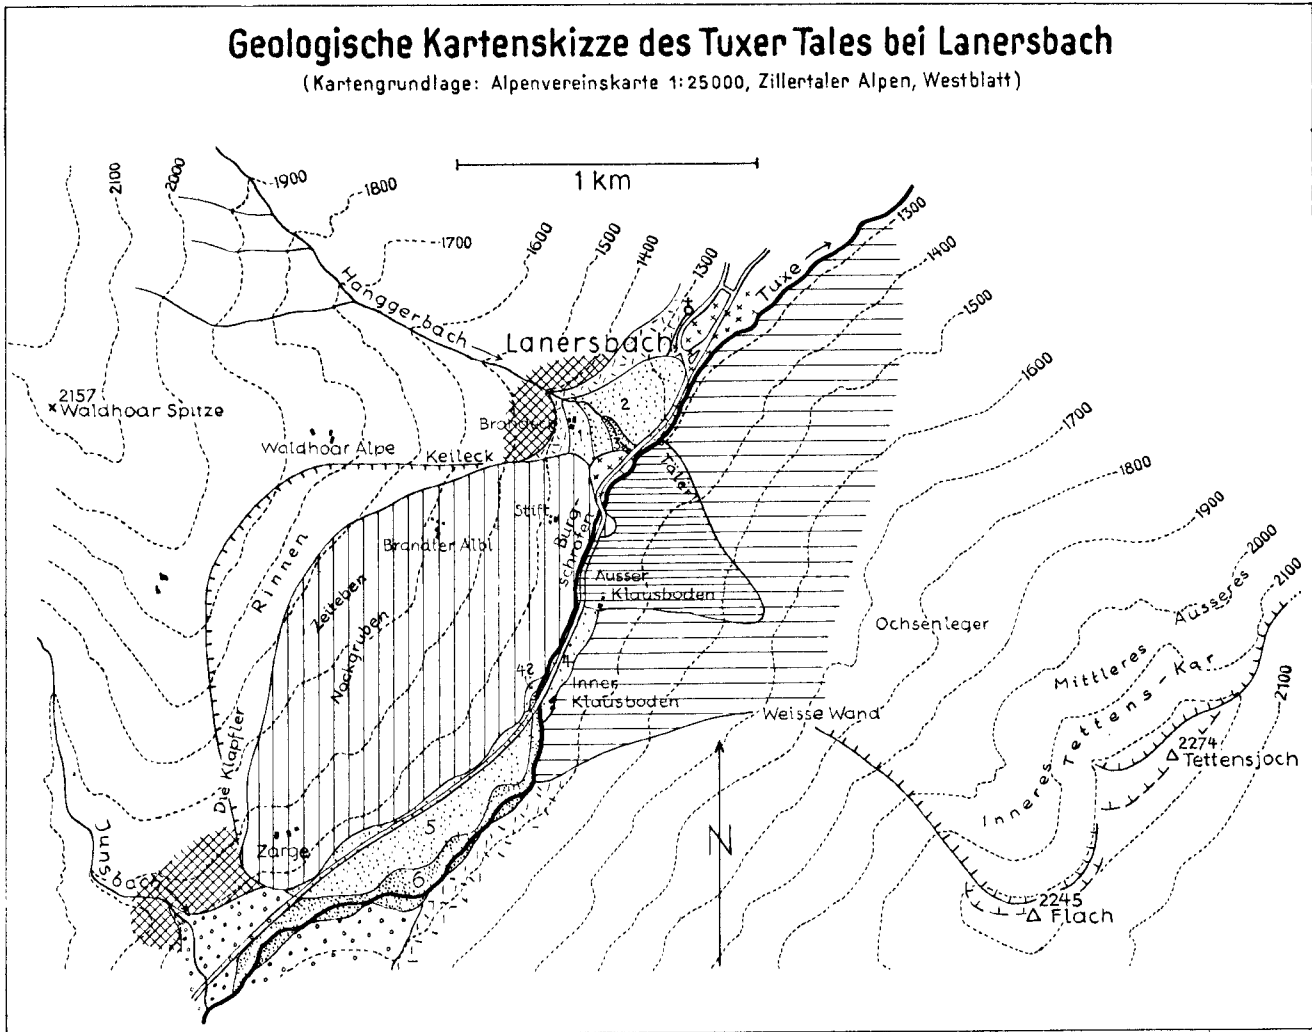 Geologische Kartenskizze des Tuxer Tales bei Lanersbach
(Kartengrundlage: Alpenvereinskarte 1:25000, Zillertaler Alpen, Westblatt)
1 km
2100
2000
1900
1800
1700
1600
1500
1400
1300
1300
1400
1500
1600
1700
1800
1900
2000
2100
2100
Hanggerbach
Tuxe
Lanersbach
2157
Waldhoar Spitze
Waldhoar Alpe
Keileck
Brandeck
1
2
3
Täler
Stift
Burg-
schrofen
Brandler Albl
Rinnen
Zeiteben
Nockgruben
Ausser
Klausboden
Ochsenleger
Äusseres
Mittleres
Inneres
Tettens-Kar
42
4
Inner
Klausboden
Weisse Wand
2274
Tettensjoch
Die Klapfler
5
6
N
Zarge
Junsbach
2245
Flach